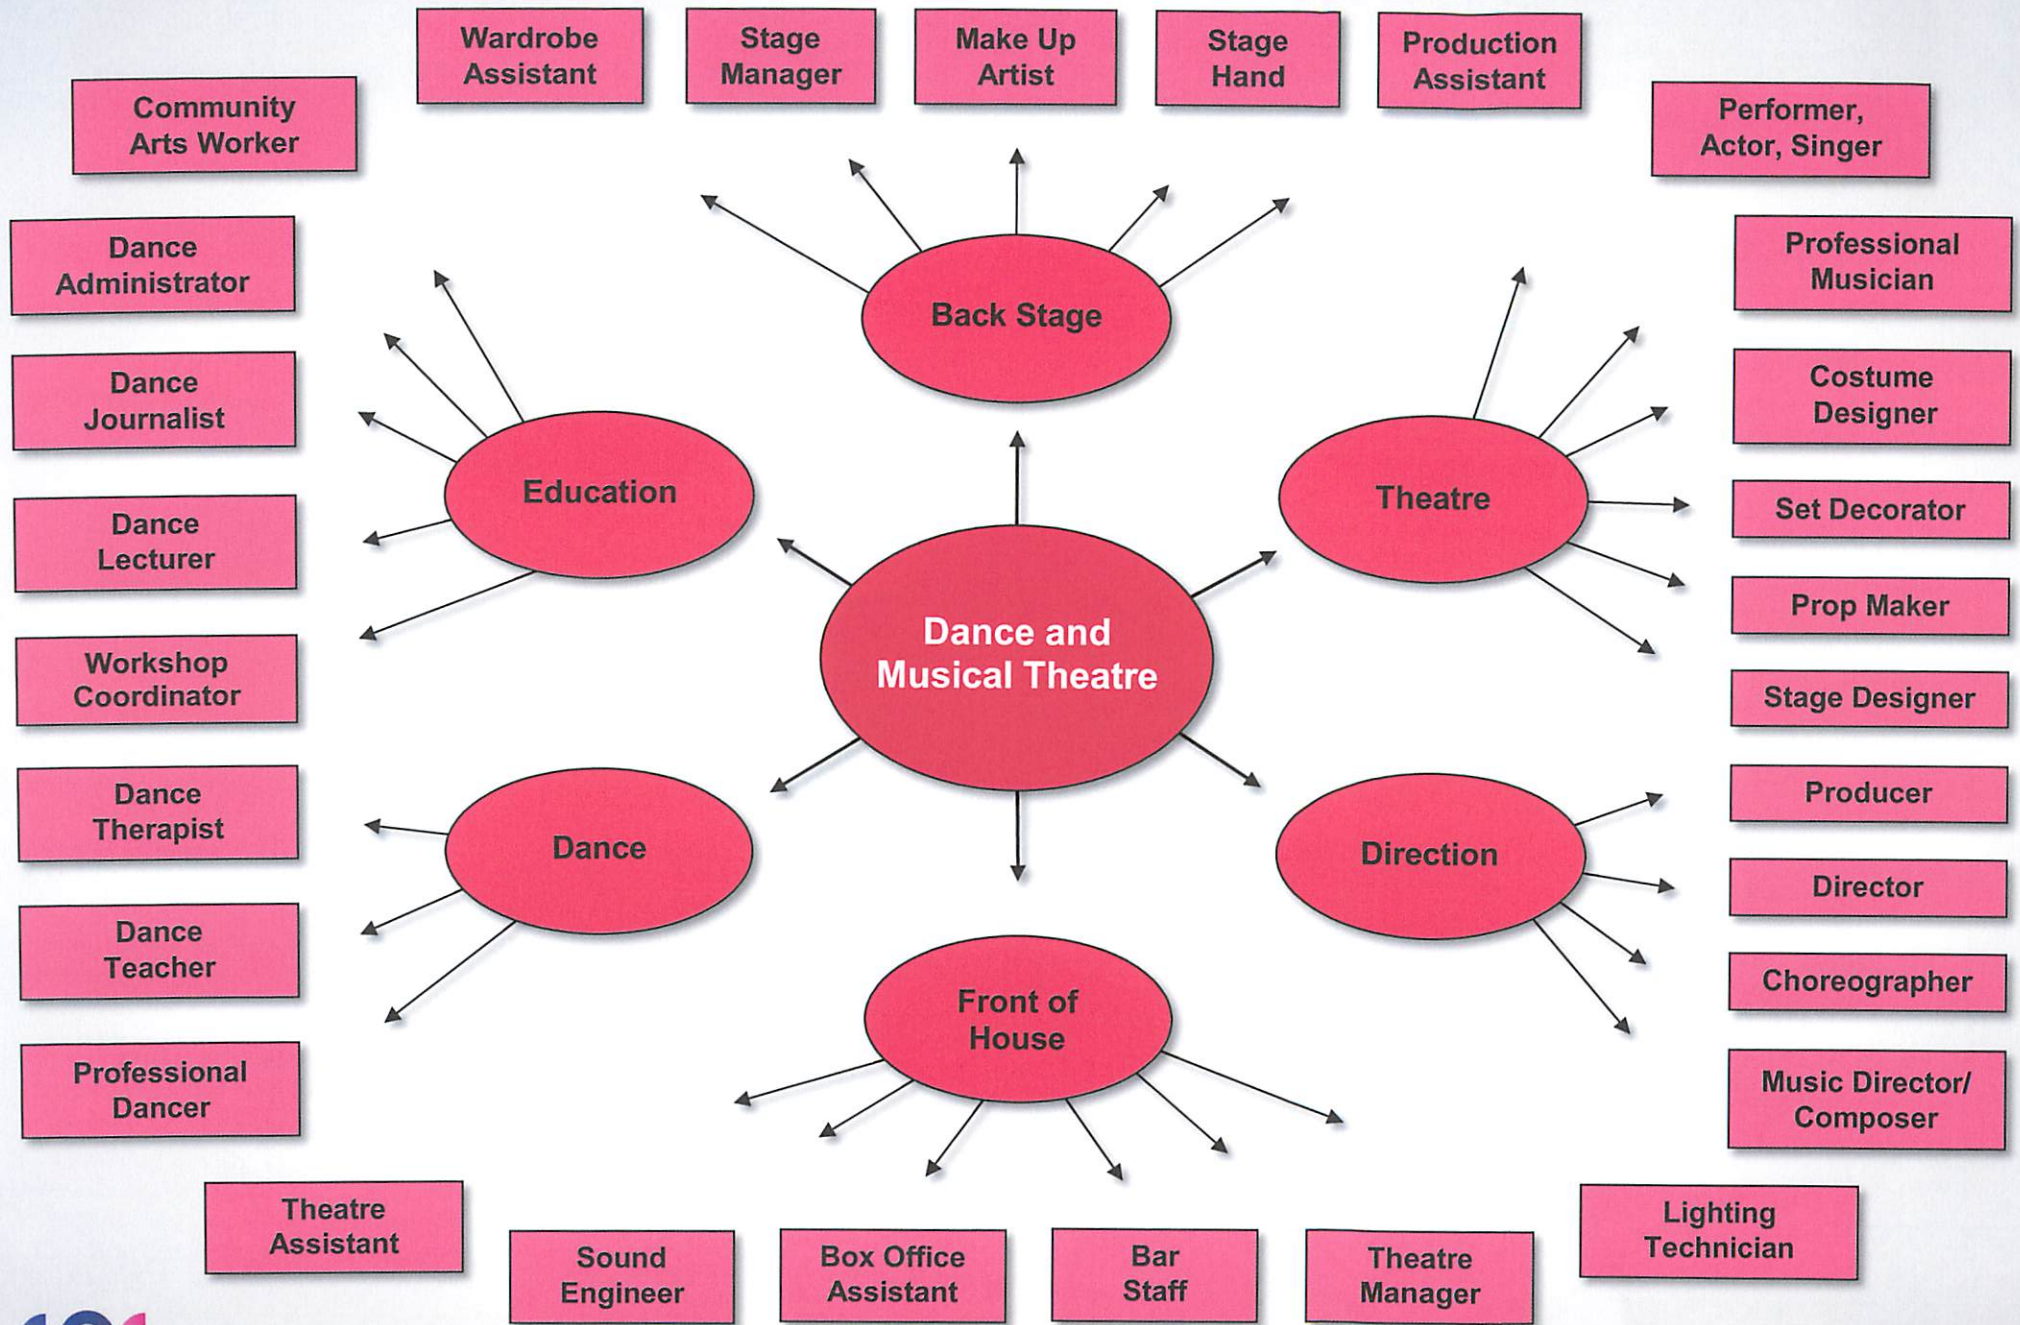 Wardrobe
Assistant
Stage
Manager
Make Up
Artist
Stage
Hand
Production
Assistant
Community
Arts Worker
Performer,
Actor, Singer
Dance
Administrator
Professional
Musician
Back Stage
Dance
Journalist
Costume
Designer
Education
Theatre
Dance
Lecturer
Set Decorator
Prop Maker
Dance and
Musical Theatre
Workshop
Coordinator
Stage Designer
Dance
Therapist
Producer
Dance
Direction
Director
Dance
Teacher
Choreographer
Front of
House
Professional
Dancer
Music Director/
Composer
Theatre
Assistant
Lighting
Technician
Sound
Engineer
Box Office
Assistant
Bar
Staff
Theatre
Manager